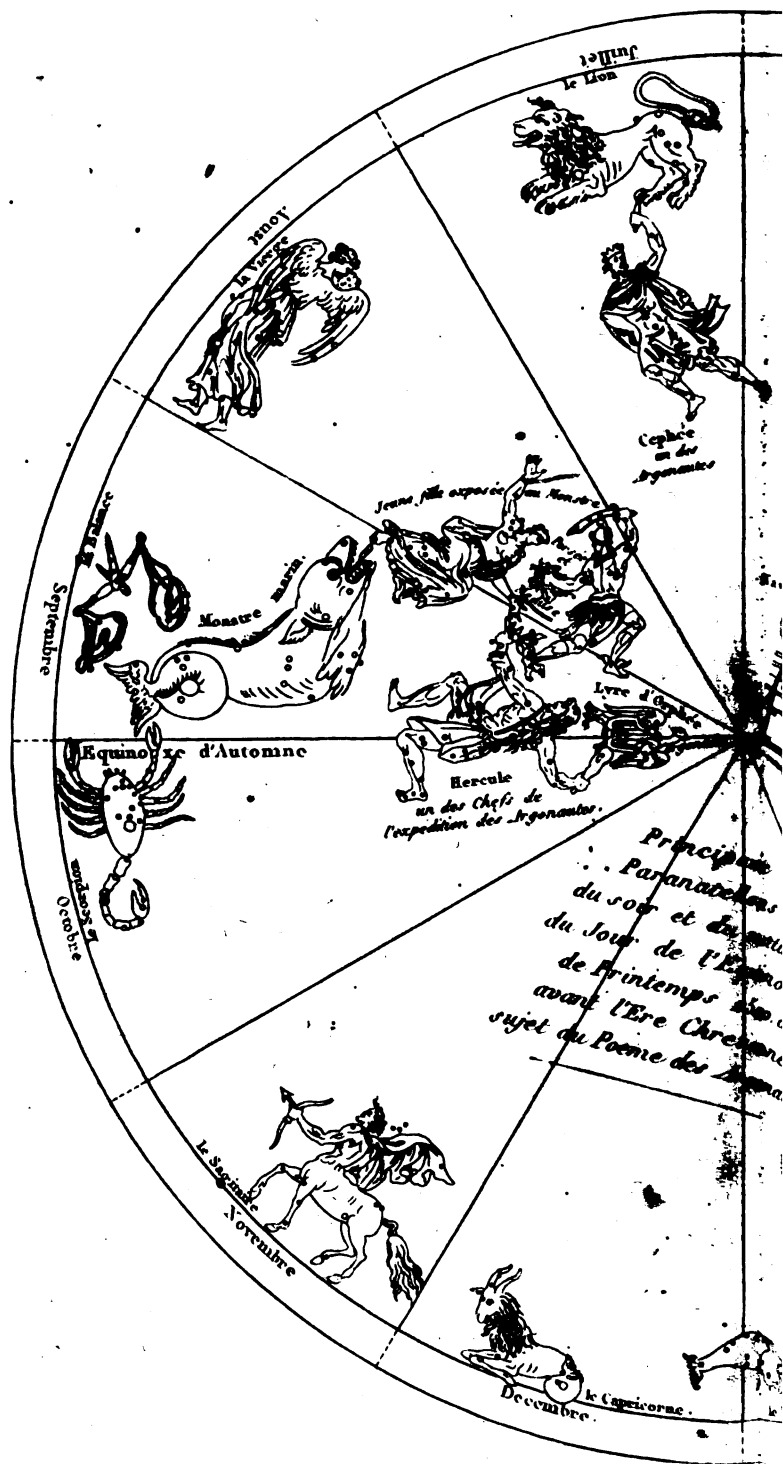 Juillet
le Lion
Aoust
la Vierge
Cephée
un des
Argonautes
Jeune fille exposée au Monstre
la Balance
Monstre marin.
Septembre
Lyre d'Orphée
Equinoxe d'Automne
Hercule
un des Chefs de
l'expédition des Argonautes.
le Scorpion
Octobre
Principaux
Paranatellons
du soir et du
du Jour de
de Printemps
avant l'Ere
sujet du Poeme des
le Sagittaire
Novembre
le Capricorne.
Decembre.
le